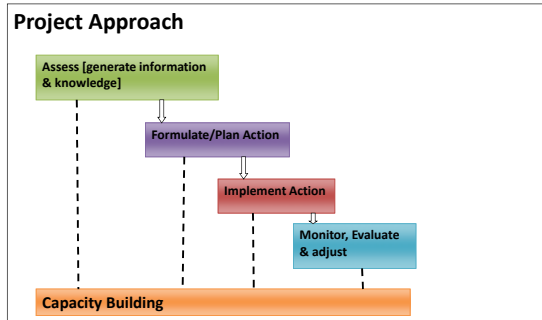 Project Approach
Assess [generate information
& knowledge]
Formulate/Plan Action
Implement Action
Monitor, Evaluate
& adjust
Capacity Building